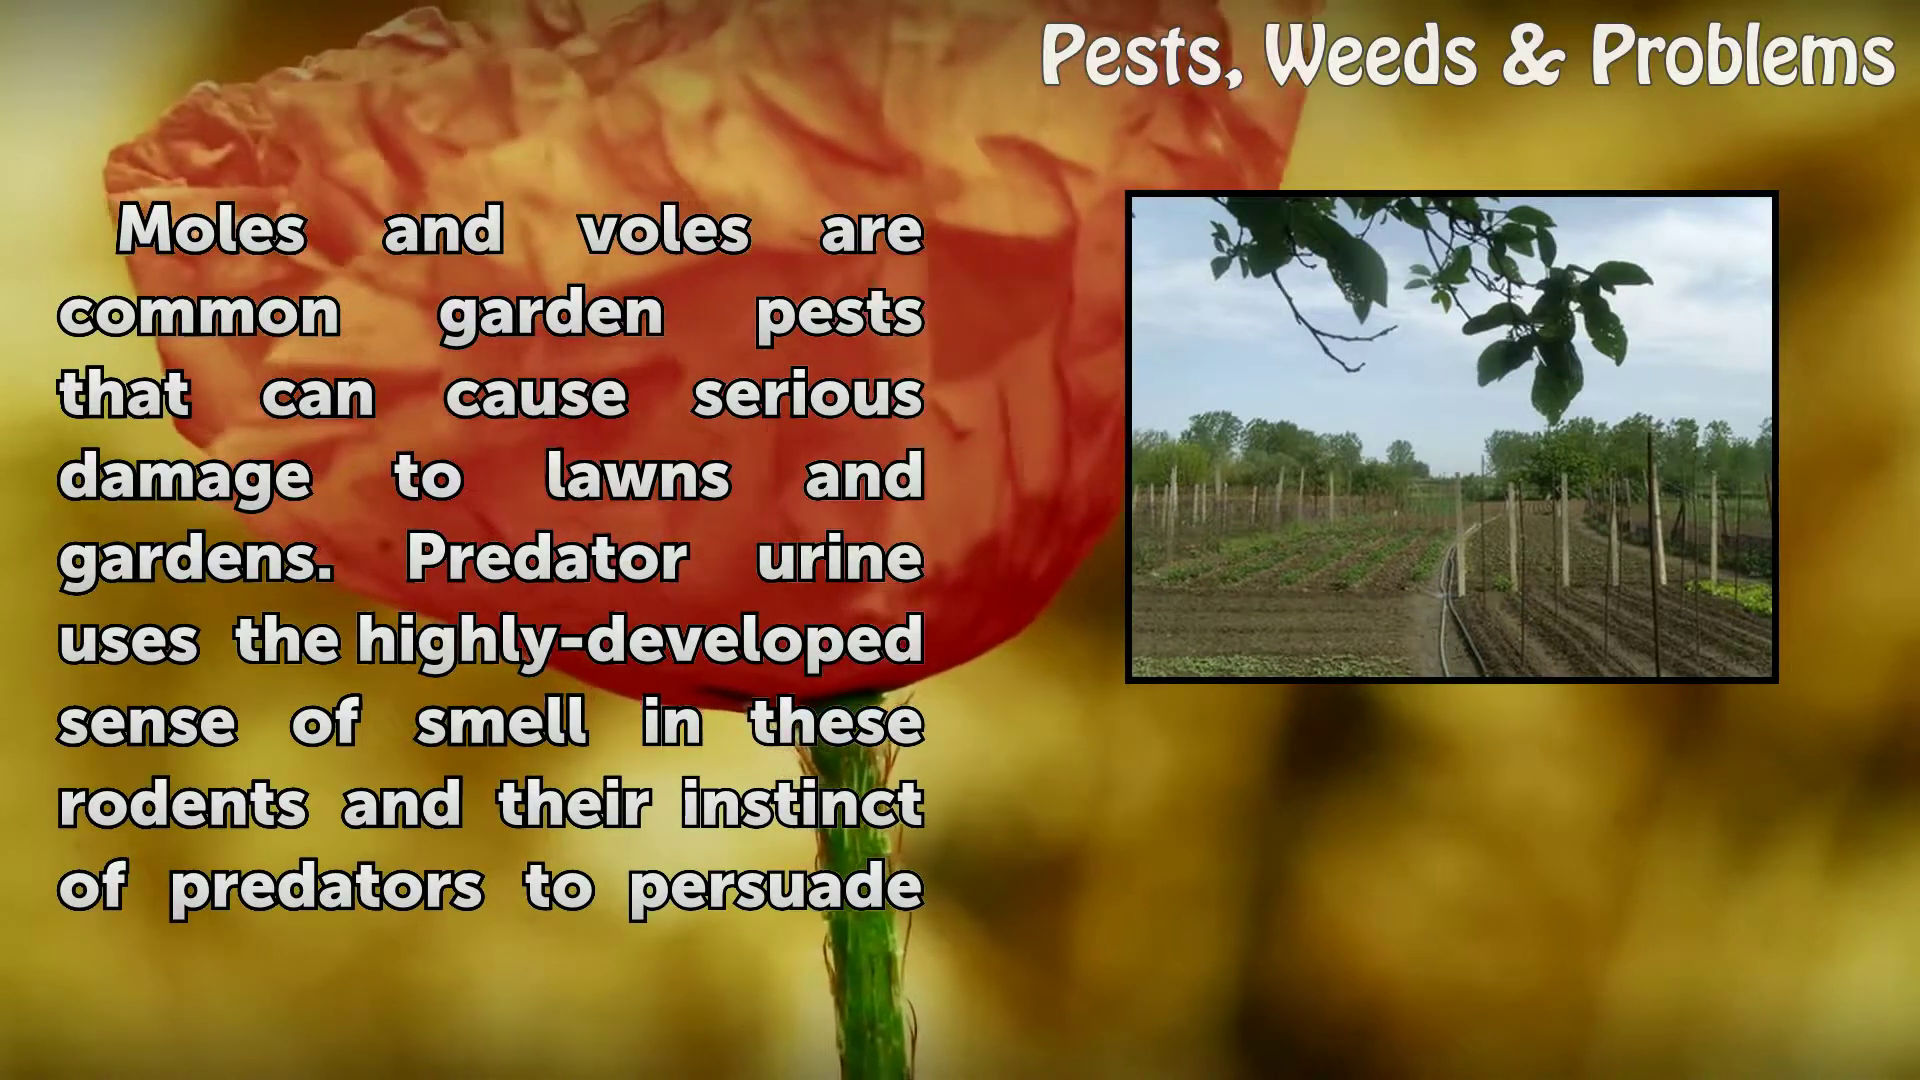 Pests, Weeds & Problems
Moles and voles are
common garden pests
that can cause serious
damage to lawns and
gardens. Predator urine
uses the highly-developed
sense of smell in these
rodents and their instinct
of predators to persuade